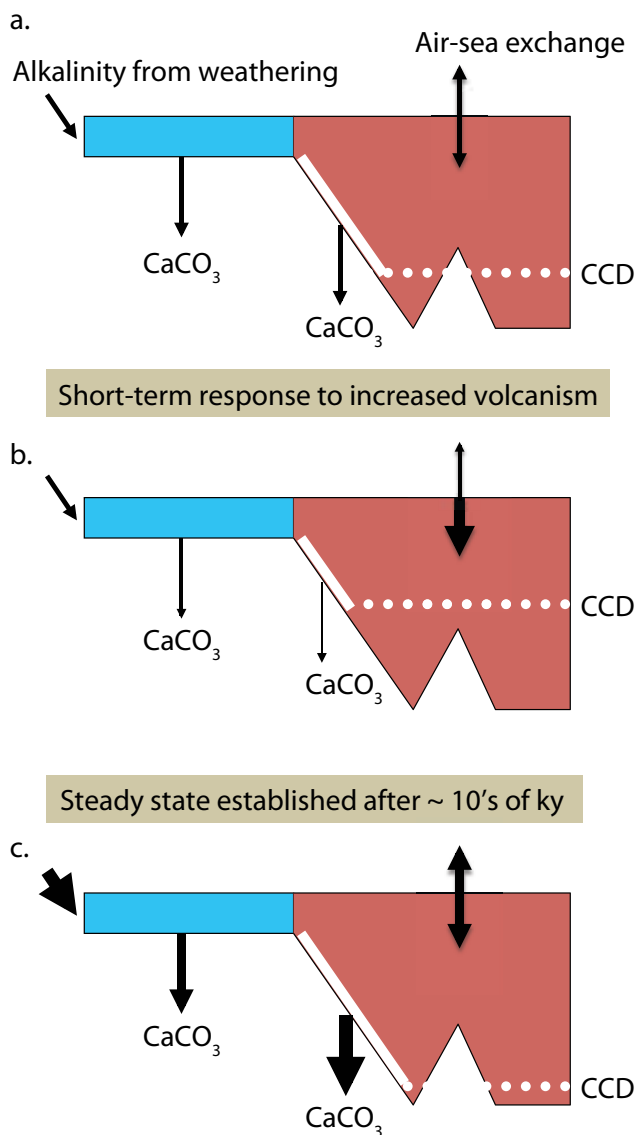 a.
Air-sea exchange
Alkalinity from weathering
CaCO₃
CCD
CaCO₃
Short-term response to increased volcanism
b.
CCD
CaCO₃
CaCO₃
Steady state established after ~ 10's of ky
c.
CaCO₃
CCD
CaCO₃